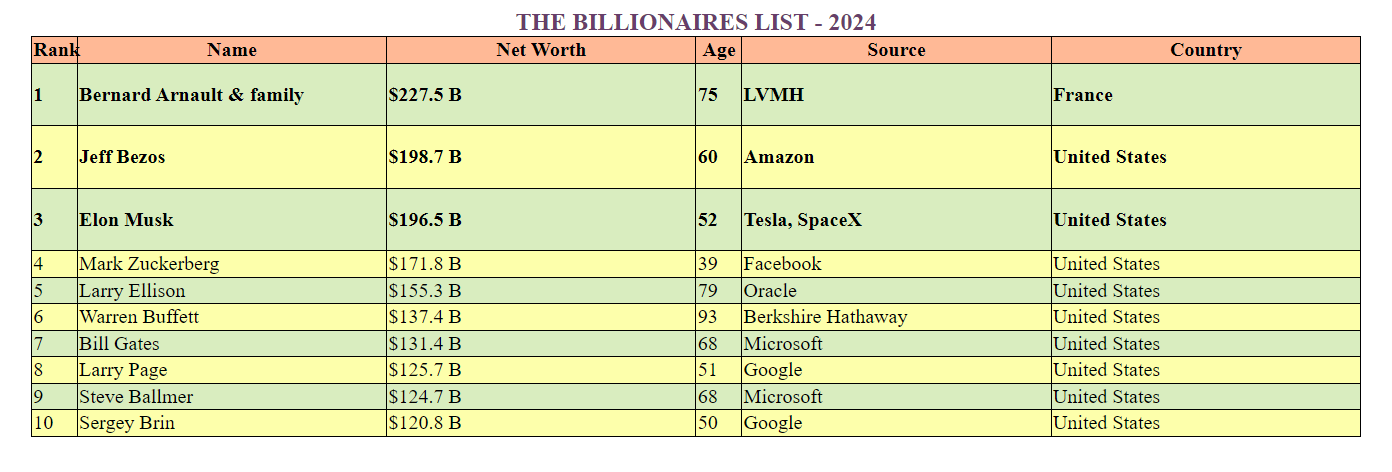 THE BILLIONAIRES LIST - 2024
Rank Name Net Worth Age Source Country
1 Bernard Arnault & family $227.5 B 75 LVMH France
2 Jeff Bezos $198.7 B 60 Amazon United States
3 Elon Musk $196.5 B 52 Tesla, SpaceX United States
4 Mark Zuckerberg $171.8 B 39 Facebook United States
5 Larry Ellison $155.3 B 79 Oracle United States
6 Warren Buffett $137.4 B 93 Berkshire Hathaway United States
7 Bill Gates $131.4 B 68 Microsoft United States
8 Larry Page $125.7 B 51 Google United States
9 Steve Ballmer $124.7 B 68 Microsoft United States
10 Sergey Brin $120.8 B 50 Google United States